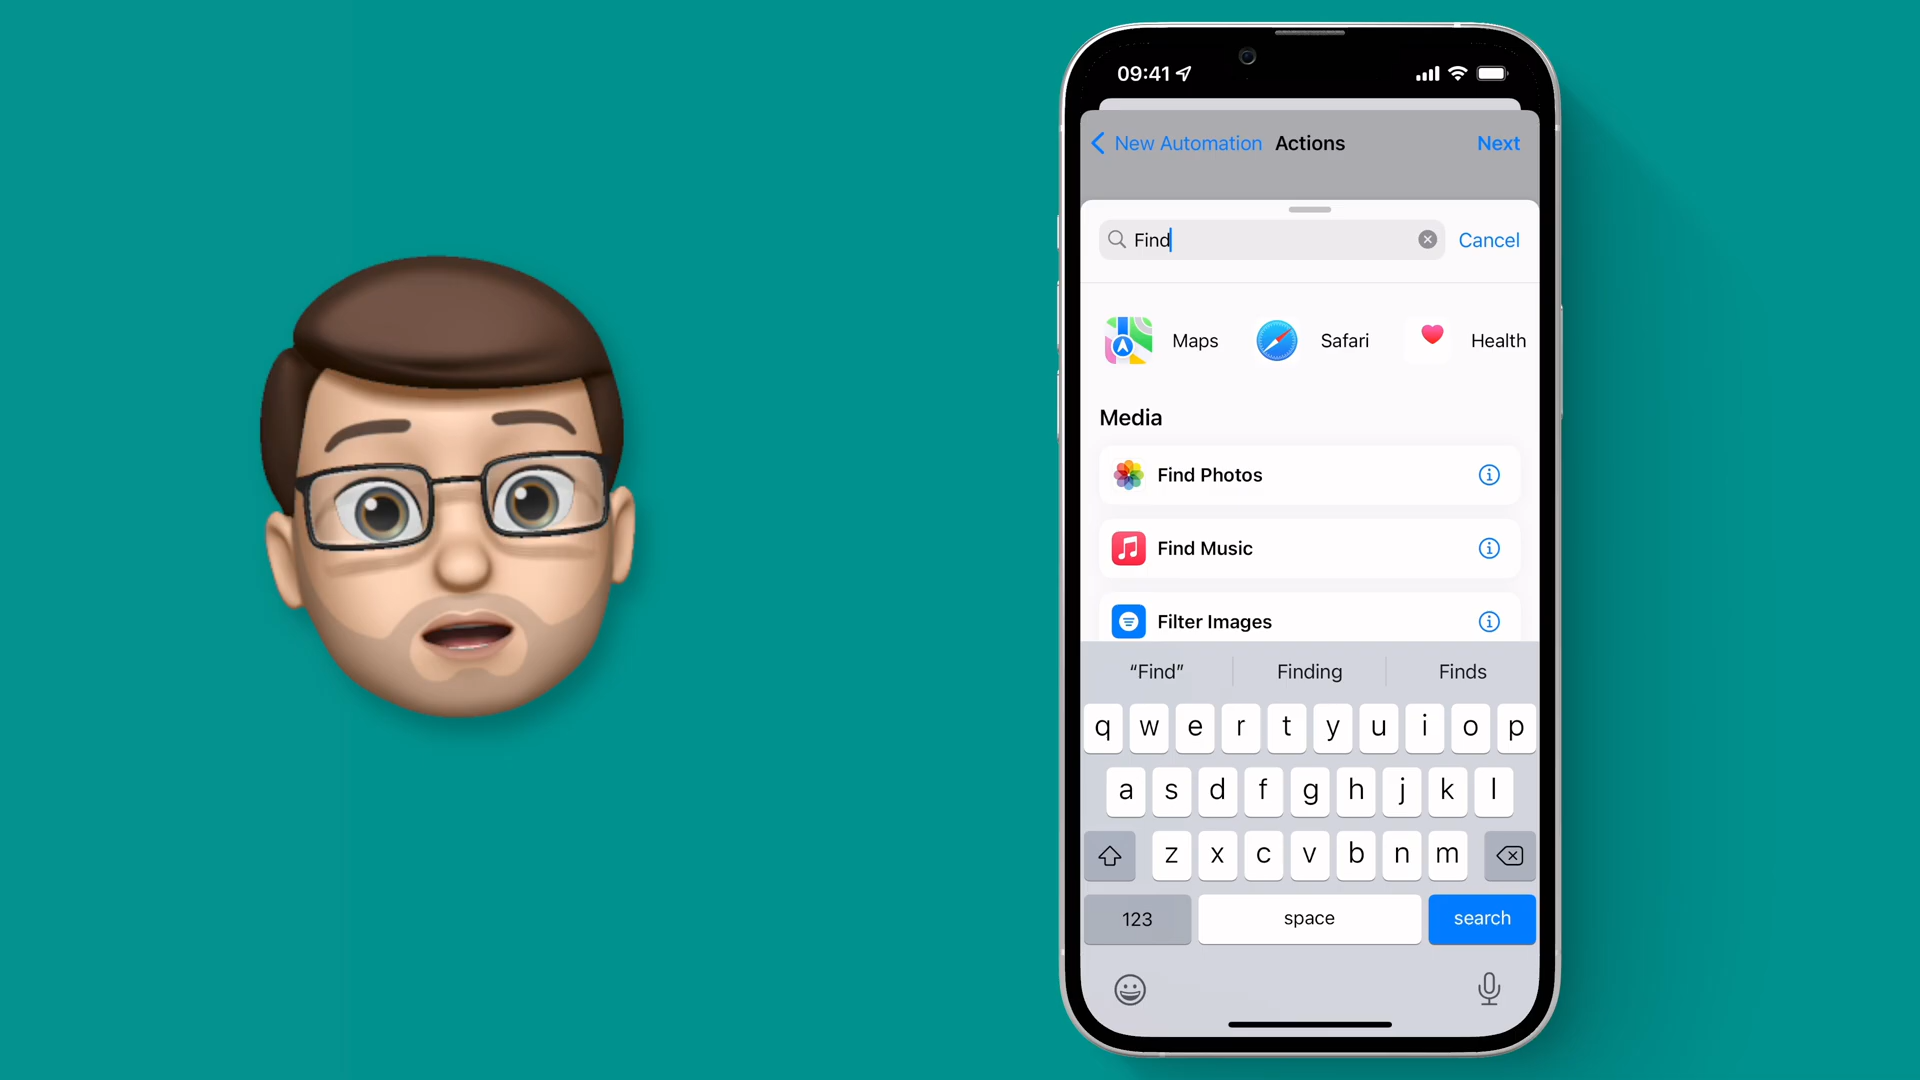 09:41
New Automation Actions Next
Find Cancel
Maps Safari Health
Media
Find Photos
Find Music
Filter Images
“Find” Finding Finds
q w e r t y u i o p
a s d f g h j k l
z x c v b n m
123 space search